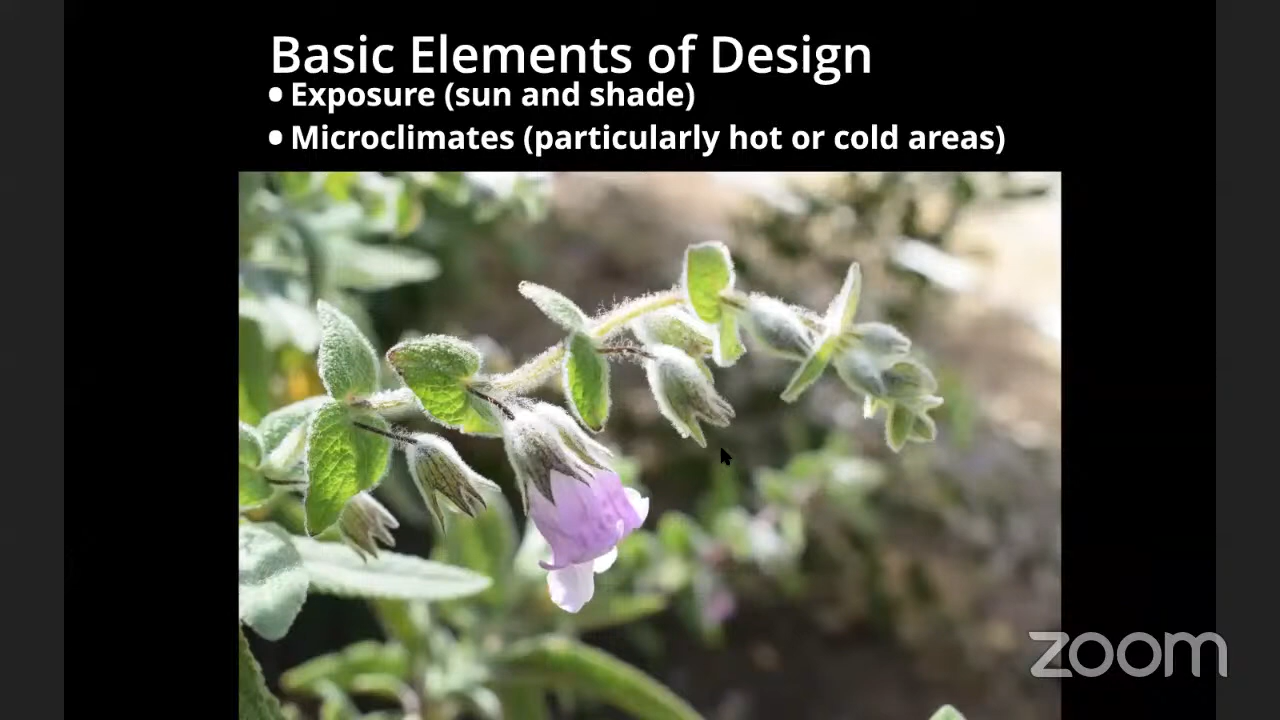 Basic Elements of Design
• Exposure (sun and shade)
• Microclimates (particularly hot or cold areas)
zoom